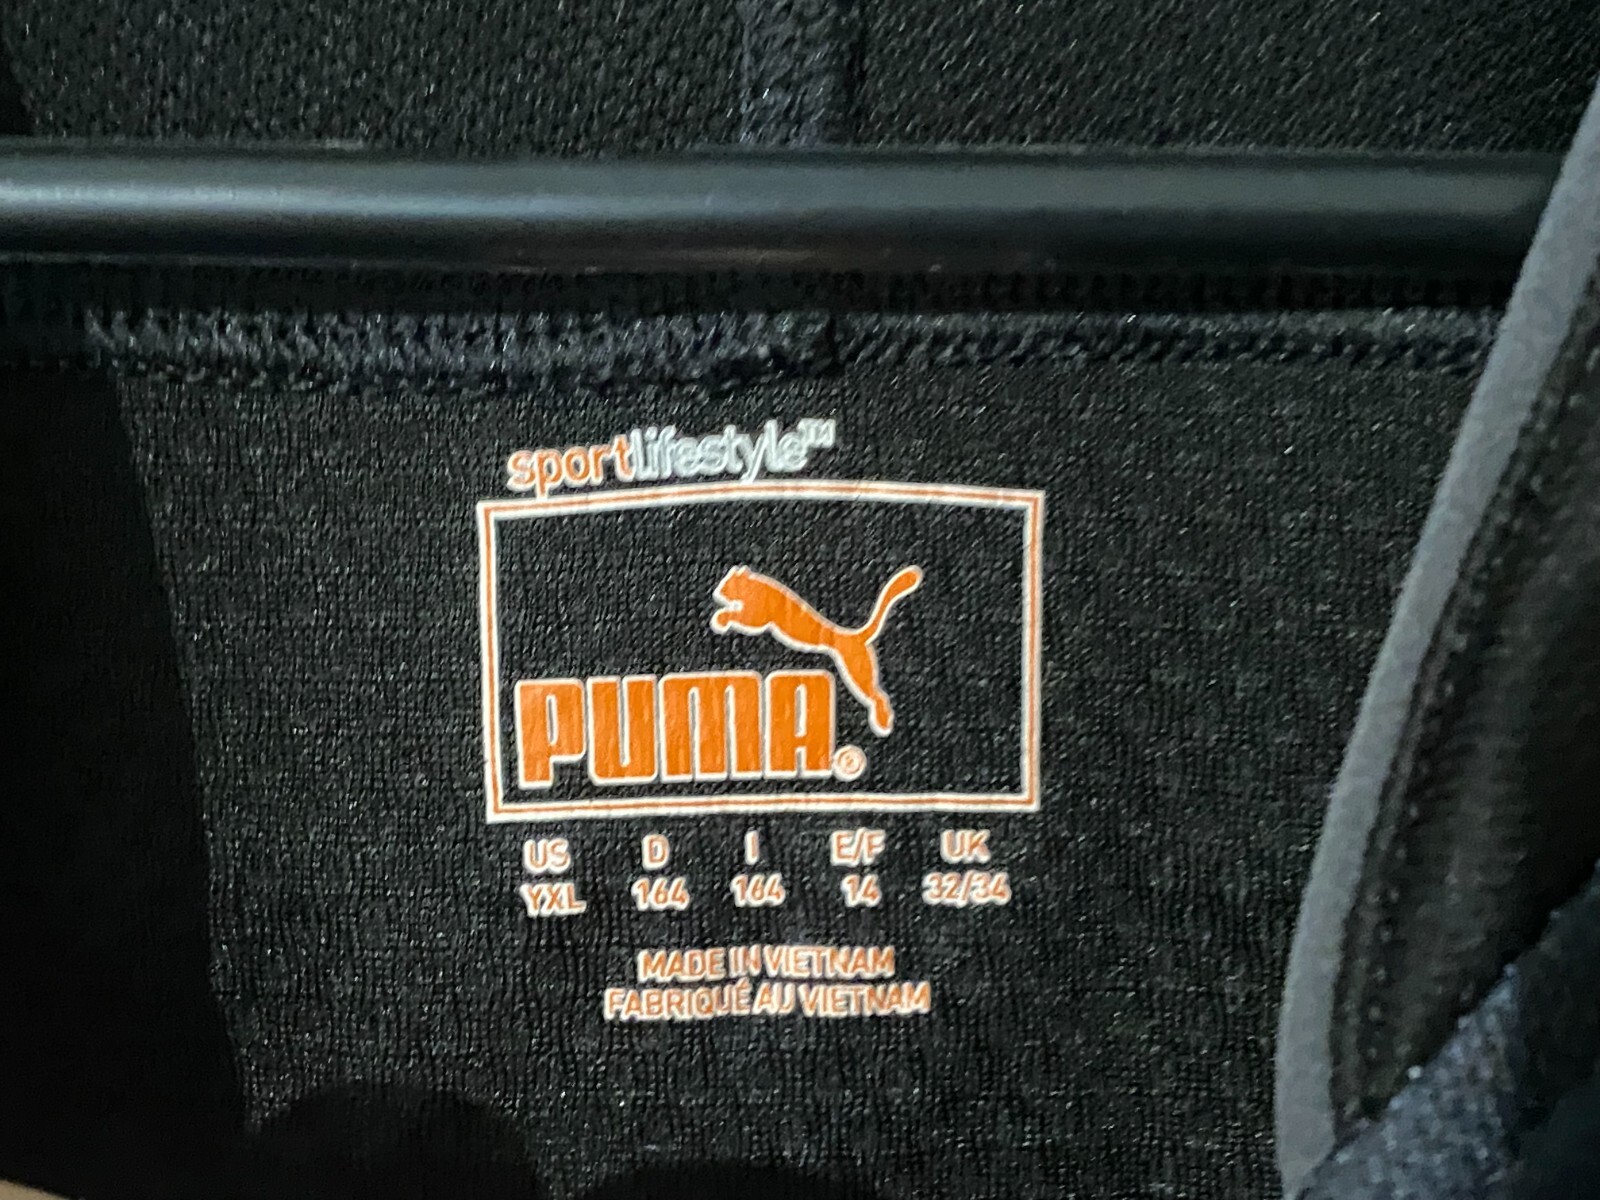 sportlifestyle™
PUMA®
US D I E/F UK
YXL 164 164 14 32/34
MADE IN VIETNAM
FABRIQUÉ AU VIETNAM